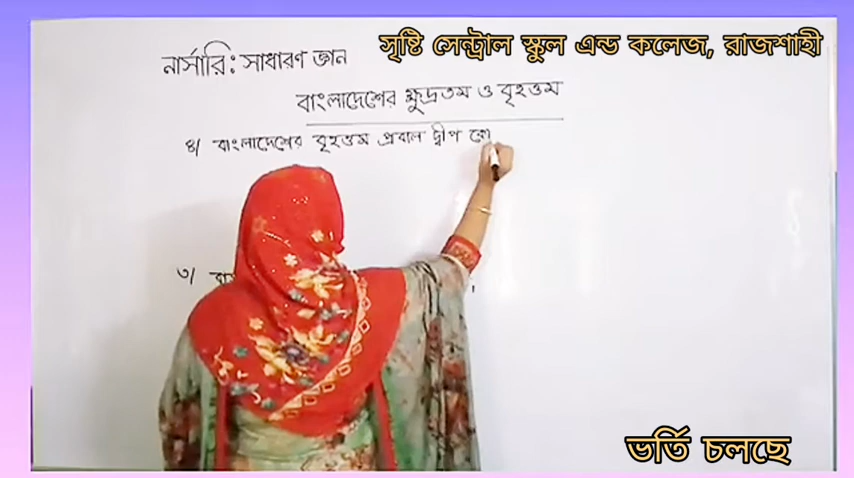 সৃষ্টি সেন্ট্রাল স্কুল এন্ড কলেজ, রাজশাহী
নার্সারি: সাধারণ জ্ঞান
বাংলাদেশের ক্ষুদ্রতম ও বৃহত্তম
৪/ বাংলাদেশের বৃহত্তম প্রবাল দ্বীপ কো
৩/
ভর্তি চলছে